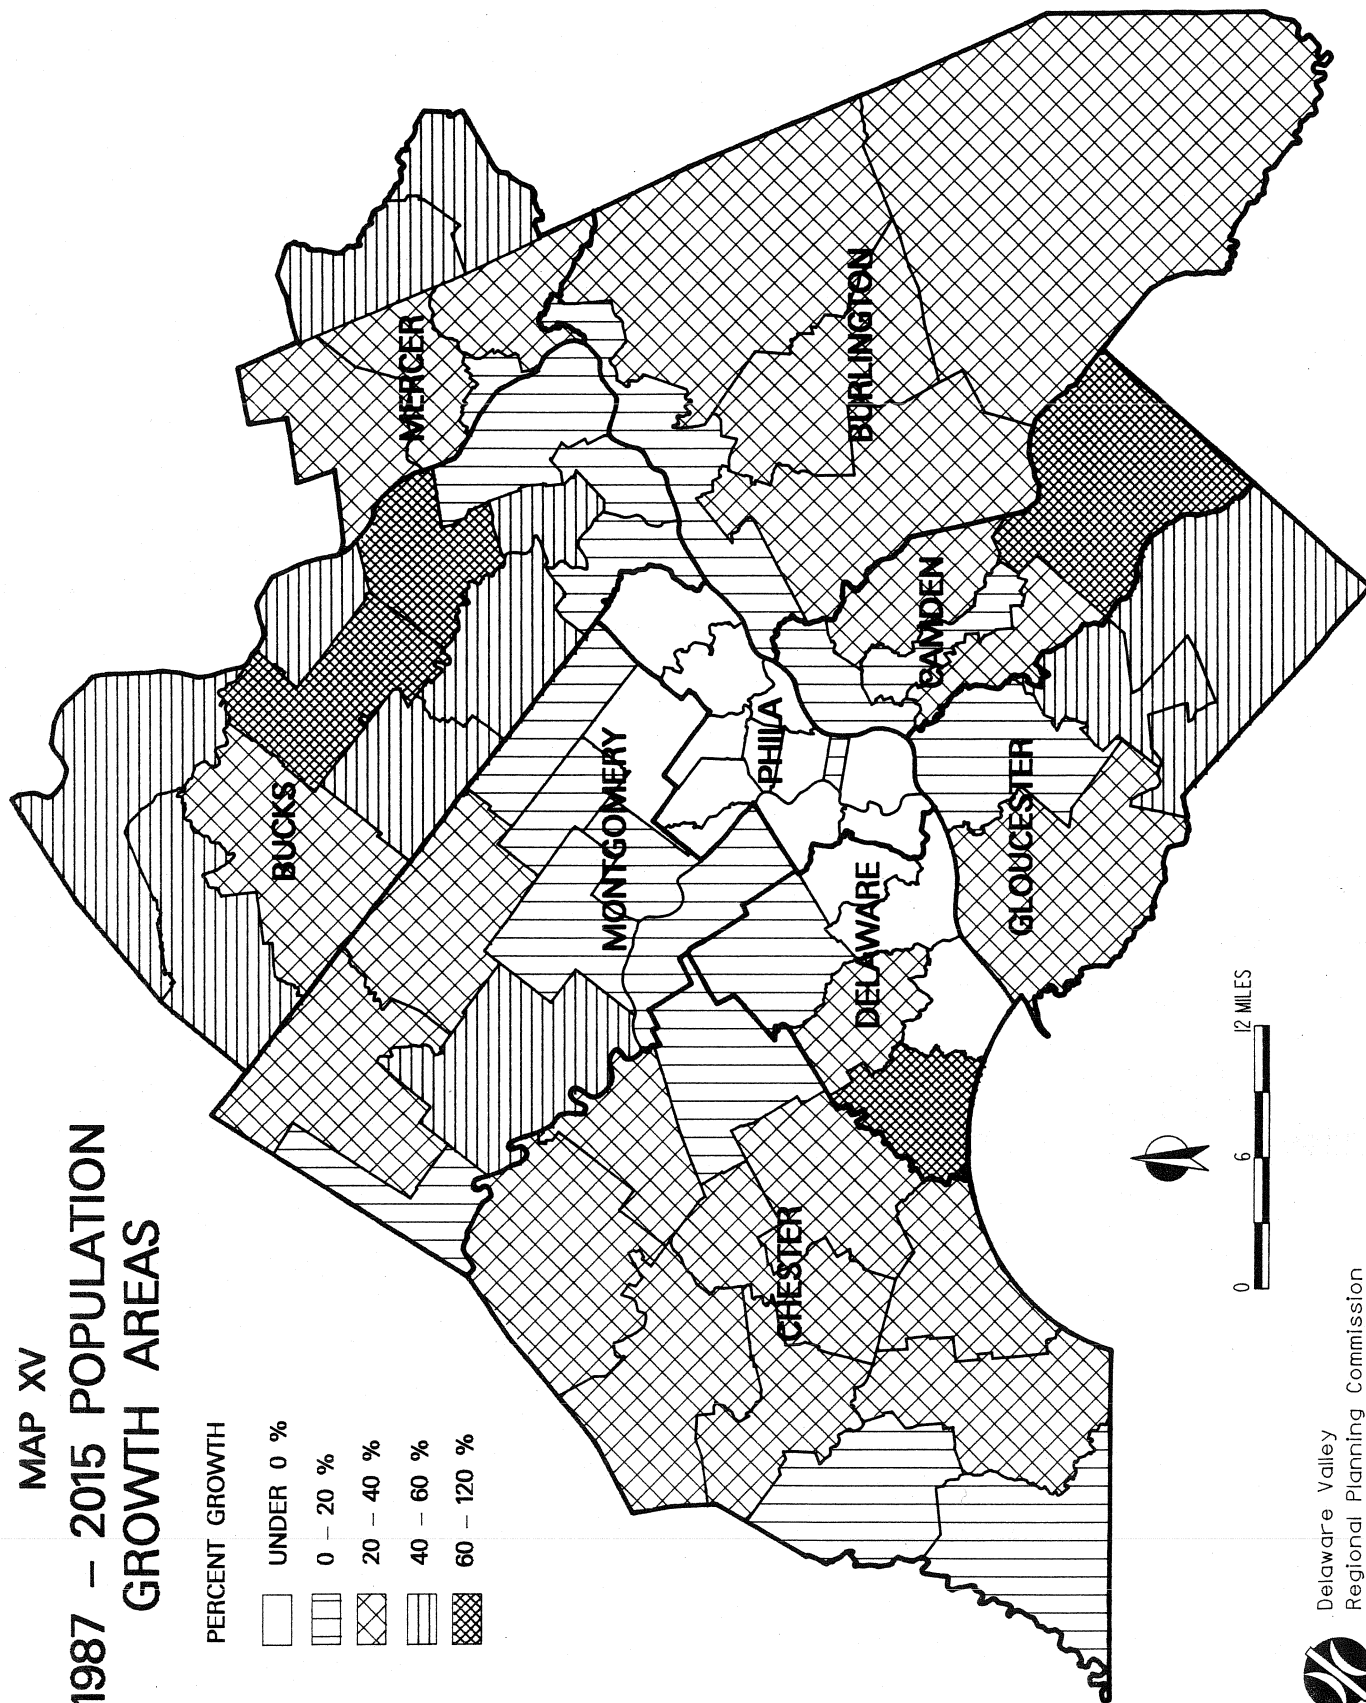 MAP XV
1987 – 2015 POPULATION
GROWTH AREAS
PERCENT GROWTH
UNDER 0 %
0 – 20 %
20 – 40 %
40 – 60 %
60 – 120 %
BUCKS
MERCER
MONTGOMERY
PHILA
CHESTER
DELAWARE
BURLINGTON
CAMDEN
GLOUCESTER
0 6 12 MILES
Delaware Valley
Regional Planning Commission